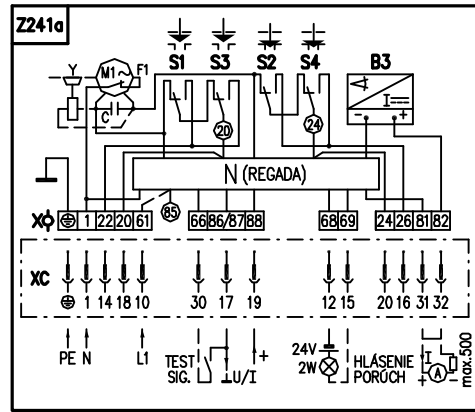 Z241a
S1 S3 S2 S4 B3
Y M1~ F1
C
I
- +
20 24
N (REGADA)
85
X 1 22 20 61 66 86/87 88 68 69 24 26 81 82
XC
1 14 18 10 30 17 19 12 15 20 16 31 32
PE N L1 TEST SIG. U/I + 24V 2W HLÁSENIE PORÚCH I A max.500